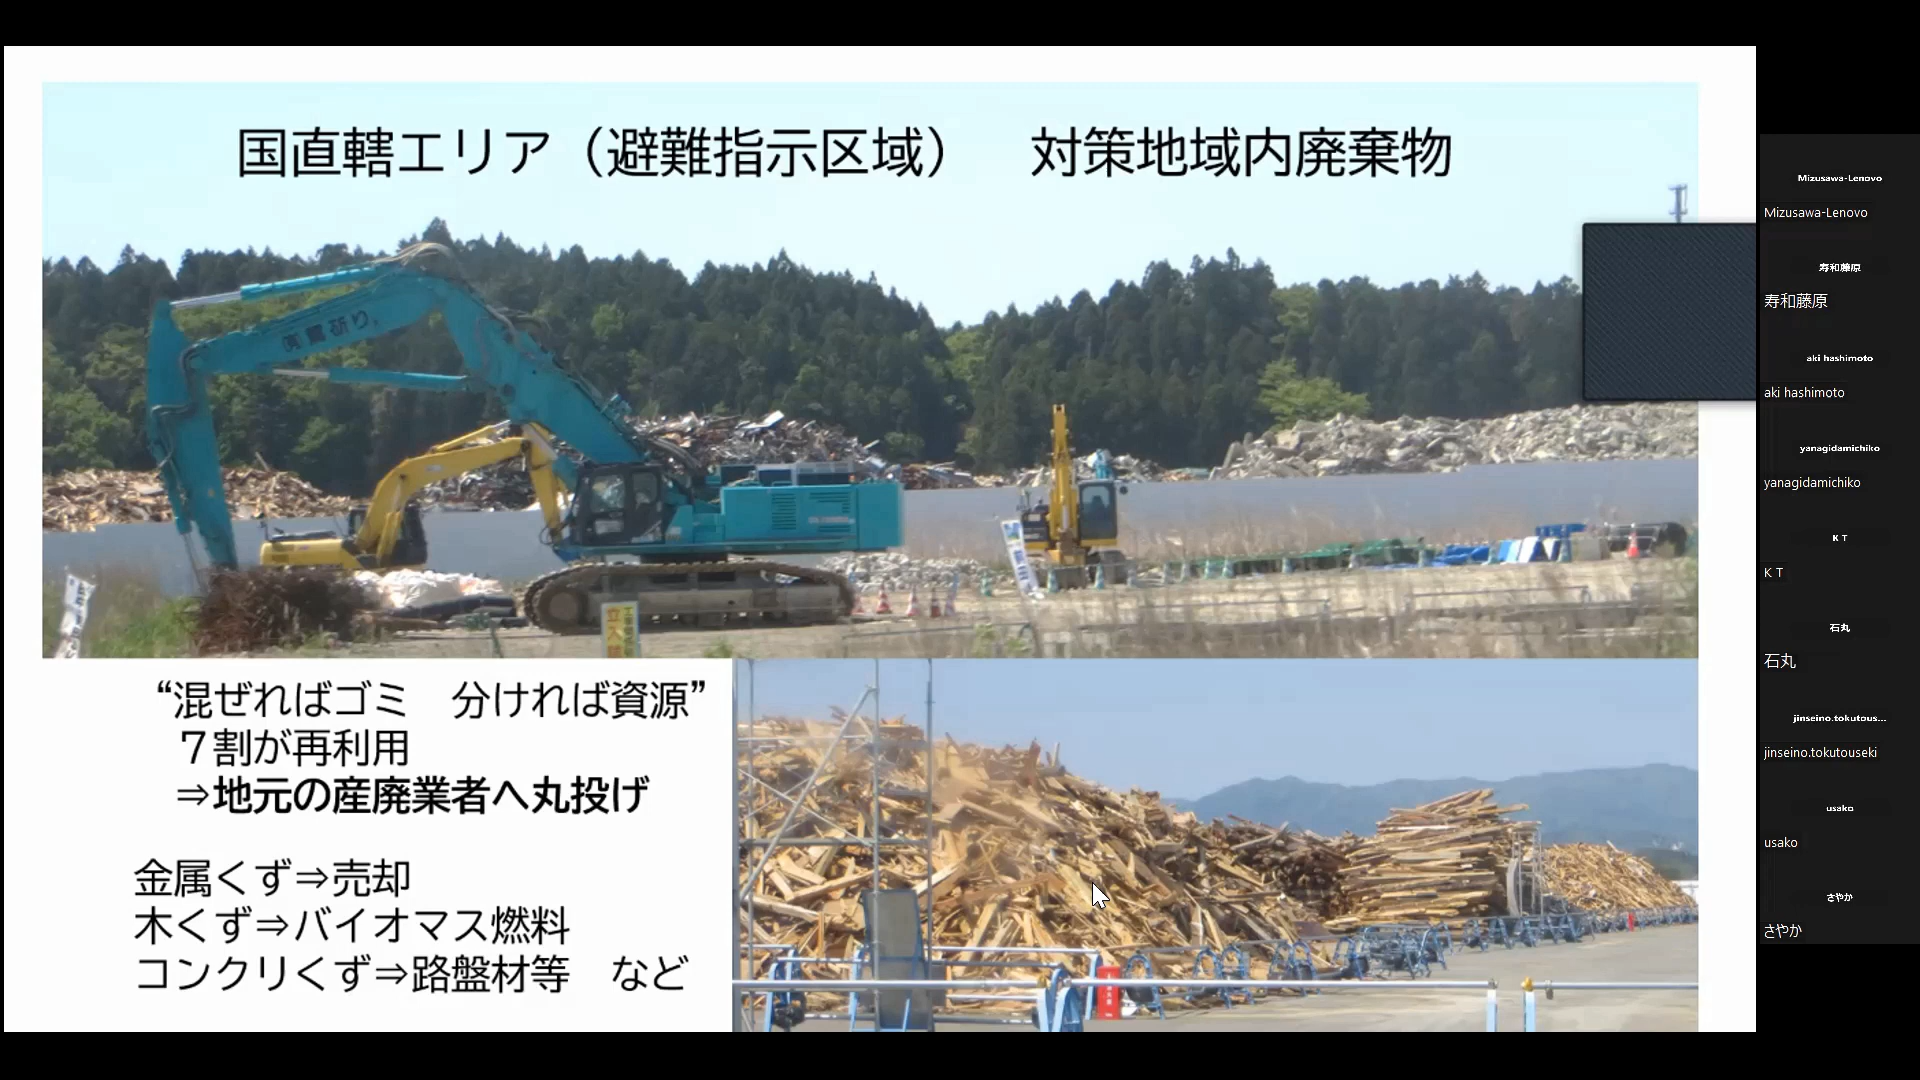 国直轄エリア（避難指示区域）　対策地域内廃棄物
“混ぜればゴミ　分ければ資源”
７割が再利用
⇒地元の産廃業者へ丸投げ
金属くず⇒売却
木くず⇒バイオマス燃料
コンクリくず⇒路盤材等　など
Mizusawa-Lenovo
Mizusawa-Lenovo
寿和藤原
寿和藤原
aki hashimoto
aki hashimoto
yanagidamichiko
yanagidamichiko
K T
K T
石丸
石丸
jinseino.tokutous...
jinseino.tokutouseki
usako
usako
さやか
さやか